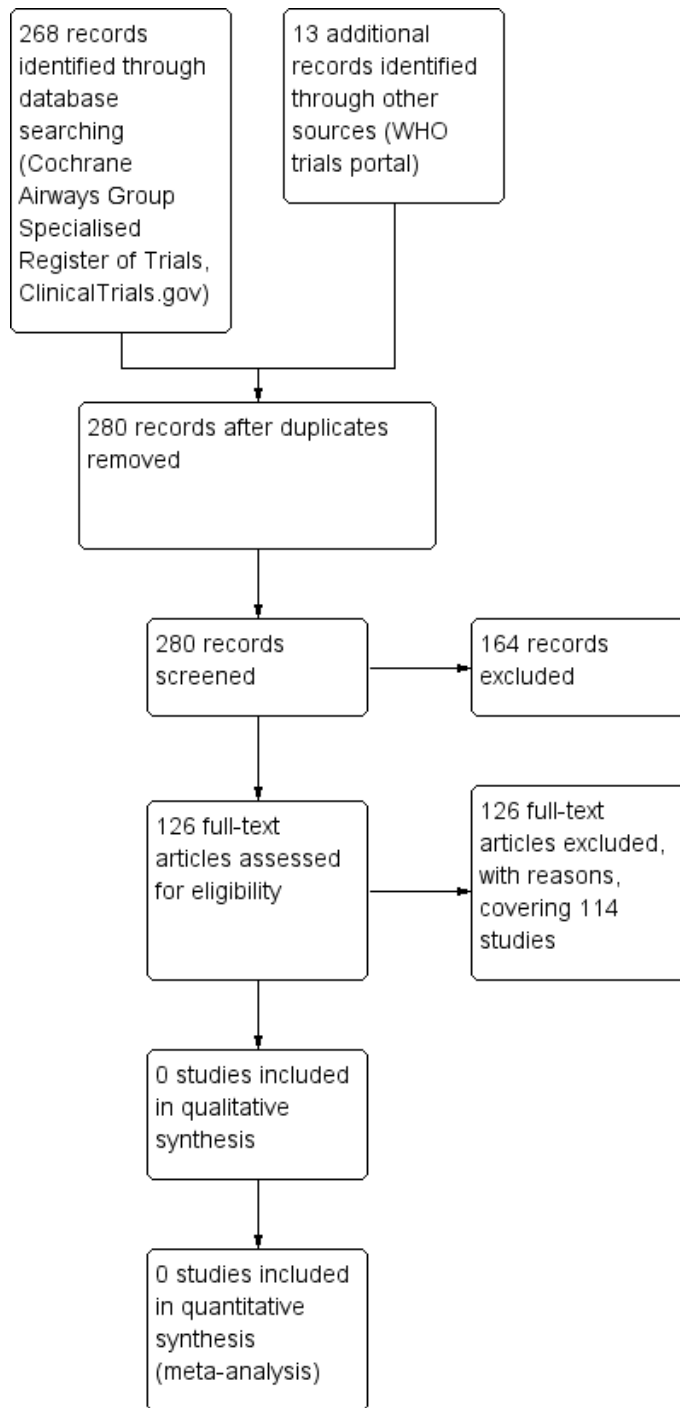 268 records
identified through
database
searching
(Cochrane
Airways Group
Specialised
Register of Trials,
ClinicalTrials.gov)
13 additional
records identified
through other
sources (WHO
trials portal)
280 records after duplicates
removed
280 records
screened
164 records
excluded
126 full-text
articles assessed
for eligibility
126 full-text
articles excluded,
with reasons,
covering 114
studies
0 studies included
in qualitative
synthesis
0 studies included
in quantitative
synthesis
(meta-analysis)